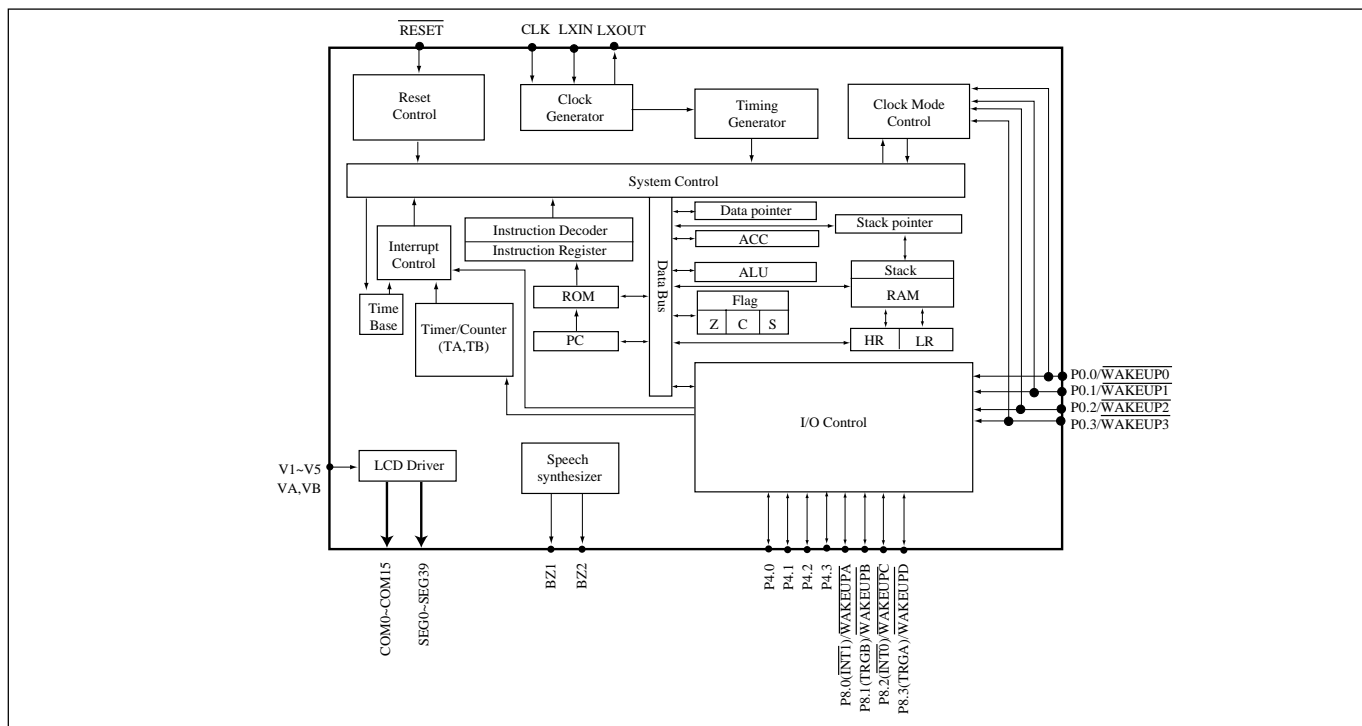 RESET
CLK LXIN LXOUT
Reset
Control
Clock
Generator
Timing
Generator
Clock Mode
Control
System Control
Data pointer
Stack pointer
Instruction Decoder
Instruction Register
ACC
Interrupt
Control
Data Bus
ALU
Stack
RAM
Time
Base
Timer/Counter
(TA,TB)
ROM
Flag
Z C S
PC
HR LR
P0.0/WAKEUP0
P0.1/WAKEUP1
P0.2/WAKEUP2
P0.3/WAKEUP3
I/O Control
V1~V5
VA,VB
LCD Driver
Speech
synthesizer
COM0~COM15
SEG0~SEG39
BZ1
BZ2
P4.0
P4.1
P4.2
P4.3
P8.0(INT1)/WAKEUPA
P8.1(TRGB)/WAKEUPB
P8.2(INT0)/WAKEUPC
P8.3(TRGA)/WAKEUPD